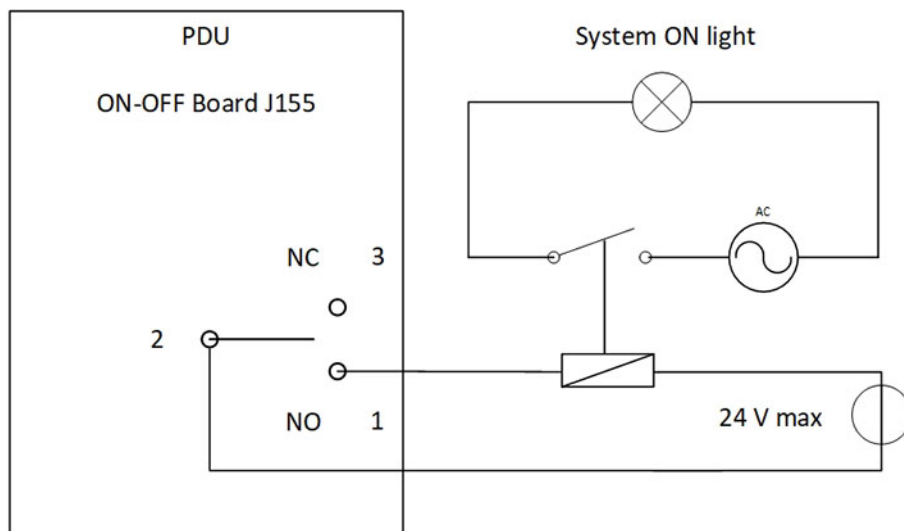 PDU
System ON light
ON-OFF Board J155
AC
NC 3
2
NO 1
24 V max